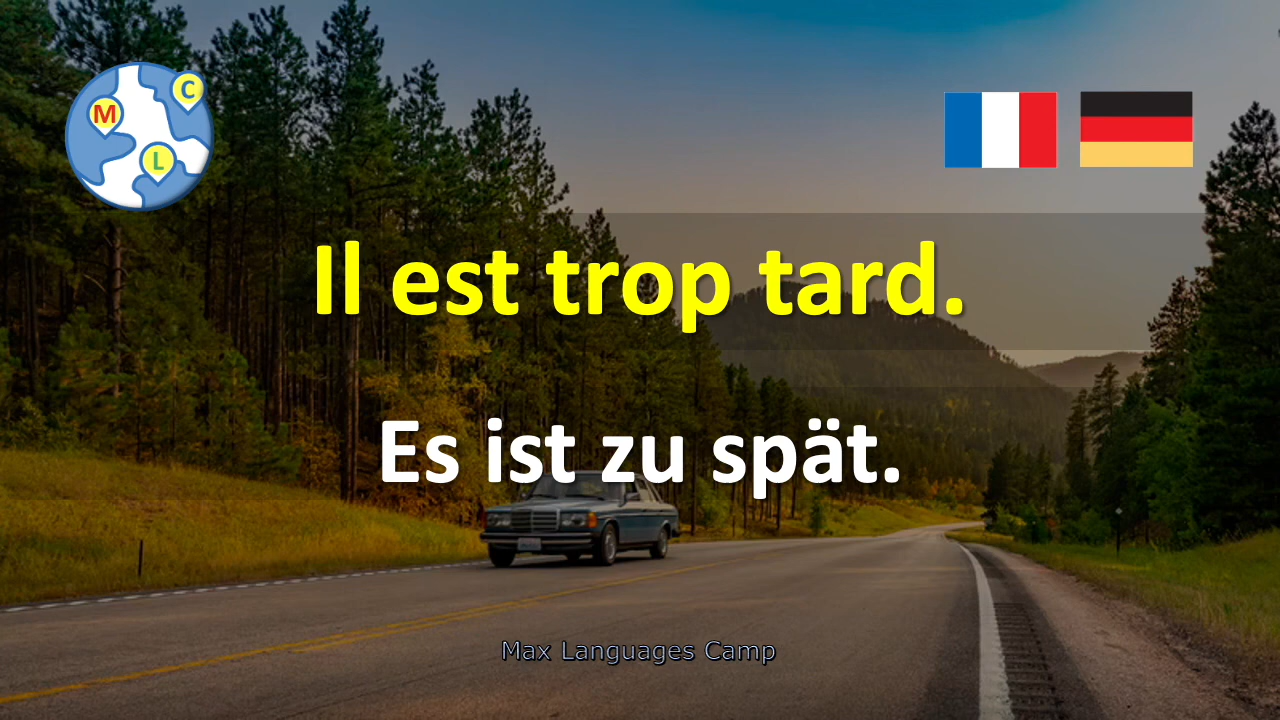 M
C
L
Il est trop tard.
Es ist zu spät.
Max Languages Camp